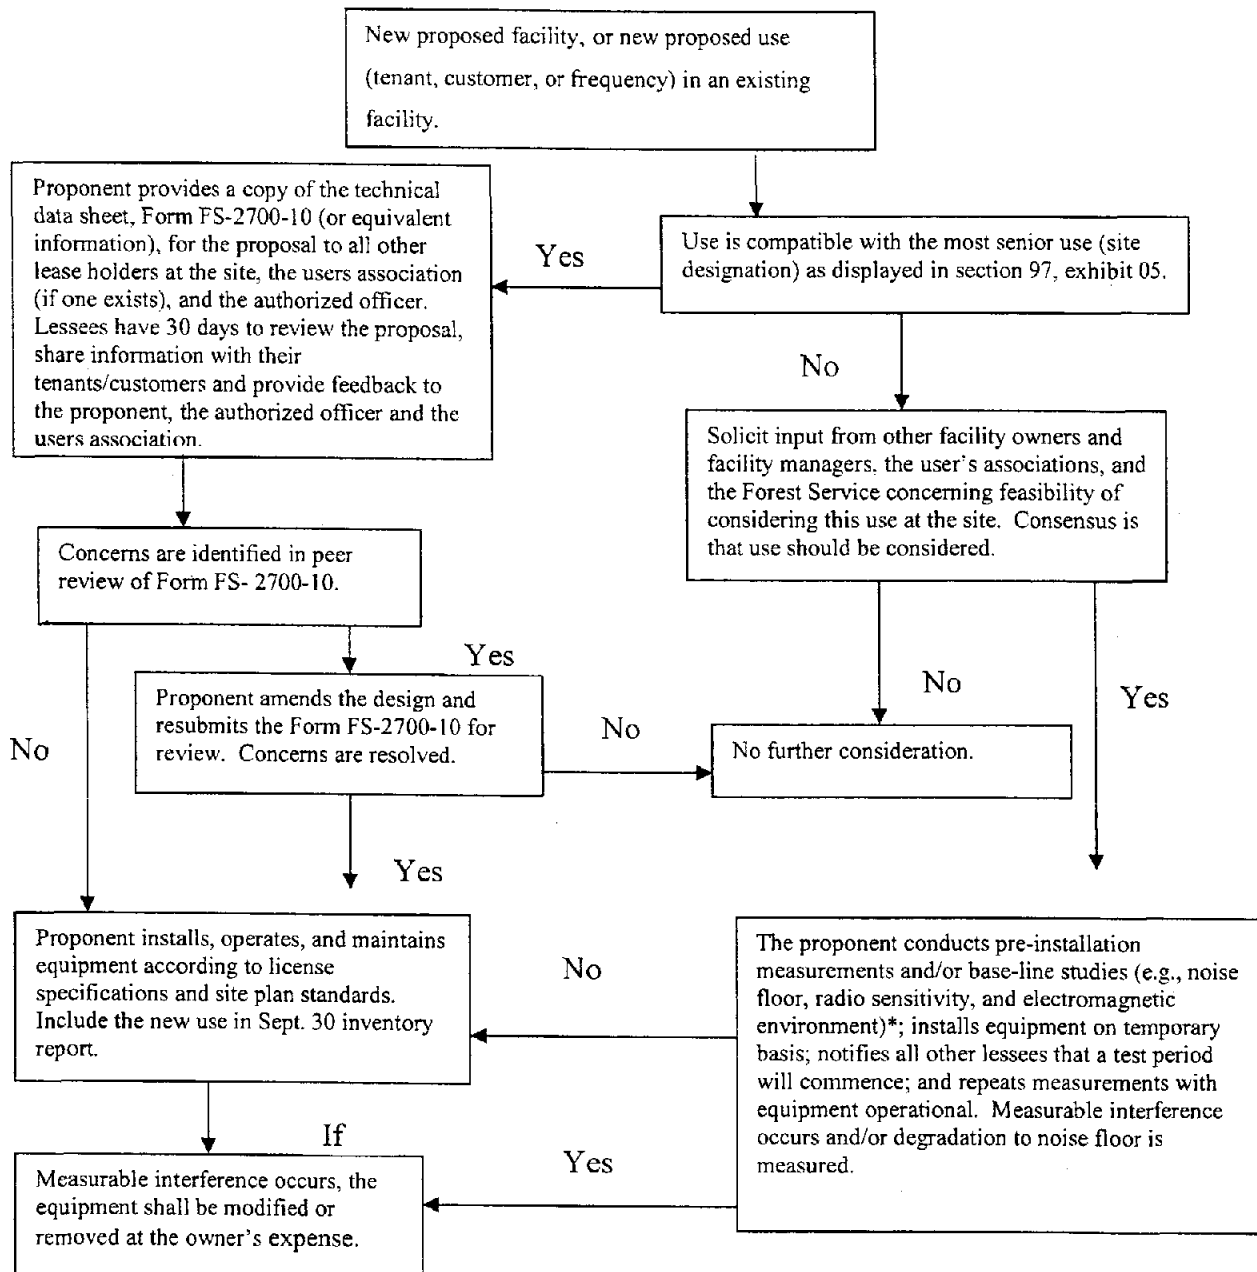 New proposed facility, or new proposed use
(tenant, customer, or frequency) in an existing
facility.
Proponent provides a copy of the technical
data sheet, Form FS-2700-10 (or equivalent
information), for the proposal to all other
lease holders at the site, the users association
(if one exists), and the authorized officer.
Lessees have 30 days to review the proposal,
share information with their
tenants/customers and provide feedback to
the proponent, the authorized officer and the
users association.
Yes
Use is compatible with the most senior use (site
designation) as displayed in section 97, exhibit 05.
No
Solicit input from other facility owners and
facility managers, the user's associations, and
the Forest Service concerning feasibility of
considering this use at the site. Consensus is
that use should be considered.
Concerns are identified in peer
review of Form FS- 2700-10.
Yes
No
Yes
Proponent amends the design and
resubmits the Form FS-2700-10 for
review. Concerns are resolved.
No
No
No further consideration.
Yes
Proponent installs, operates, and maintains
equipment according to license
specifications and site plan standards.
Include the new use in Sept. 30 inventory
report.
No
The proponent conducts pre-installation
measurements and/or base-line studies (e.g., noise
floor, radio sensitivity, and electromagnetic
environment)*; installs equipment on temporary
basis; notifies all other lessees that a test period
will commence; and repeats measurements with
equipment operational. Measurable interference
occurs and/or degradation to noise floor is
measured.
If
Yes
Measurable interference occurs, the
equipment shall be modified or
removed at the owner's expense.